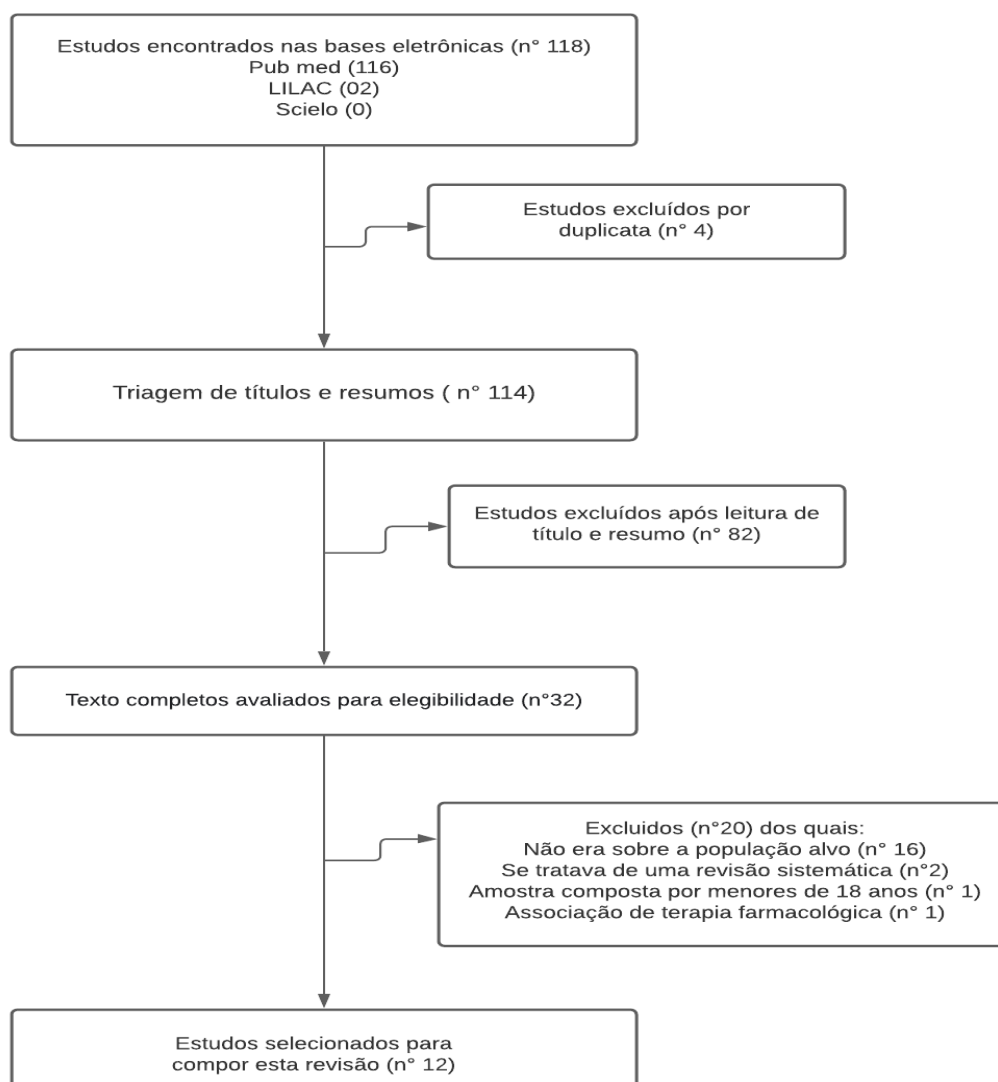 Estudos encontrados nas bases eletrônicas (n° 118)
Pub med (116)
LILAC (02)
Scielo (0)
Estudos excluídos por
duplicata (n° 4)
Triagem de títulos e resumos ( n° 114)
Estudos excluídos após leitura de
título e resumo (n° 82)
Texto completos avaliados para elegibilidade (n°32)
Excluidos (n°20) dos quais:
Não era sobre a população alvo (n° 16)
Se tratava de uma revisão sistemática (n°2)
Amostra composta por menores de 18 anos (n° 1)
Associação de terapia farmacológica (n° 1)
Estudos selecionados para
compor esta revisão (n° 12)